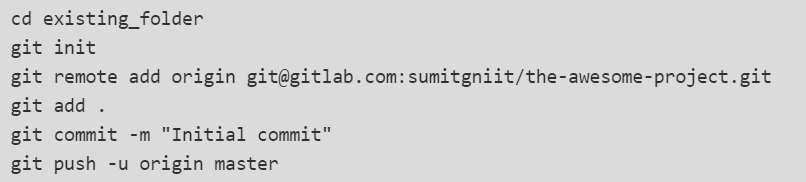 cd existing_folder
git init
git remote add origin git@gitlab.com:sumitgniit/the-awesome-project.git
git add .
git commit -m "Initial commit"
git push -u origin master